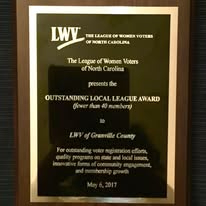 LWV
THE LEAGUE OF WOMEN VOTERS
OF NORTH CAROLINA
The League of Women Voters
of North Carolina
presents the
OUTSTANDING LOCAL LEAGUE AWARD
(fewer than 40 members)
to
LWV of Granville County
For outstanding voter registration efforts,
quality programs on state and local issues,
innovative forms of community engagement,
and membership growth
May 6, 2017